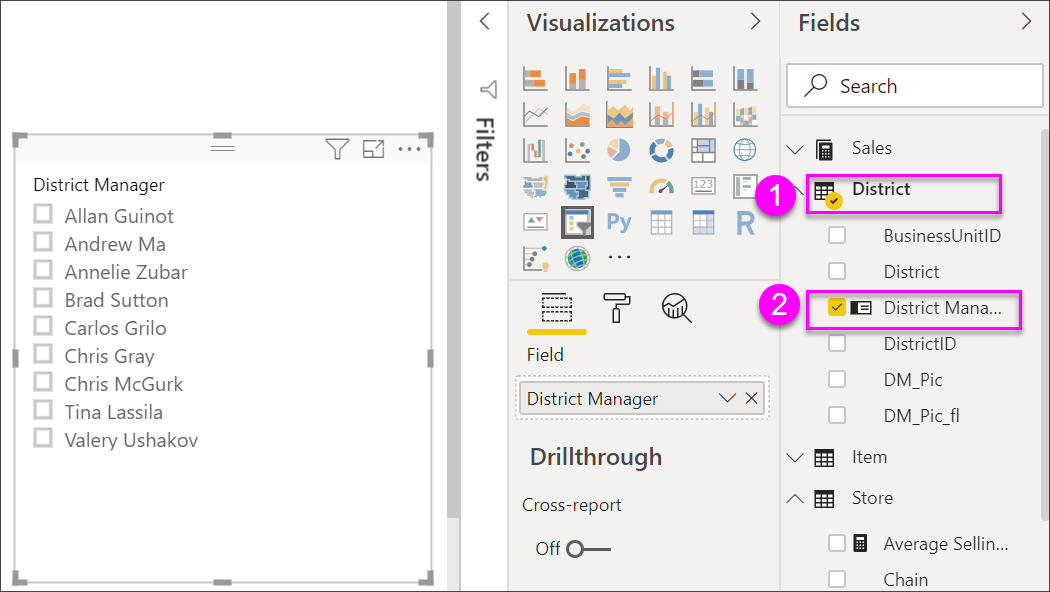 District Manager
Allan Guinot
Andrew Ma
Annelie Zubar
Brad Sutton
Carlos Grilo
Chris Gray
Chris McGurk
Tina Lassila
Valery Ushakov
Filters
Visualizations
123
Py
R
Field
District Manager
Drillthrough
Cross-report
Off
Fields
Search
Sales
1
District
BusinessUnitID
District
2
District Mana...
DistrictID
DM_Pic
DM_Pic_fl
Item
Store
Average Sellin...
Chain